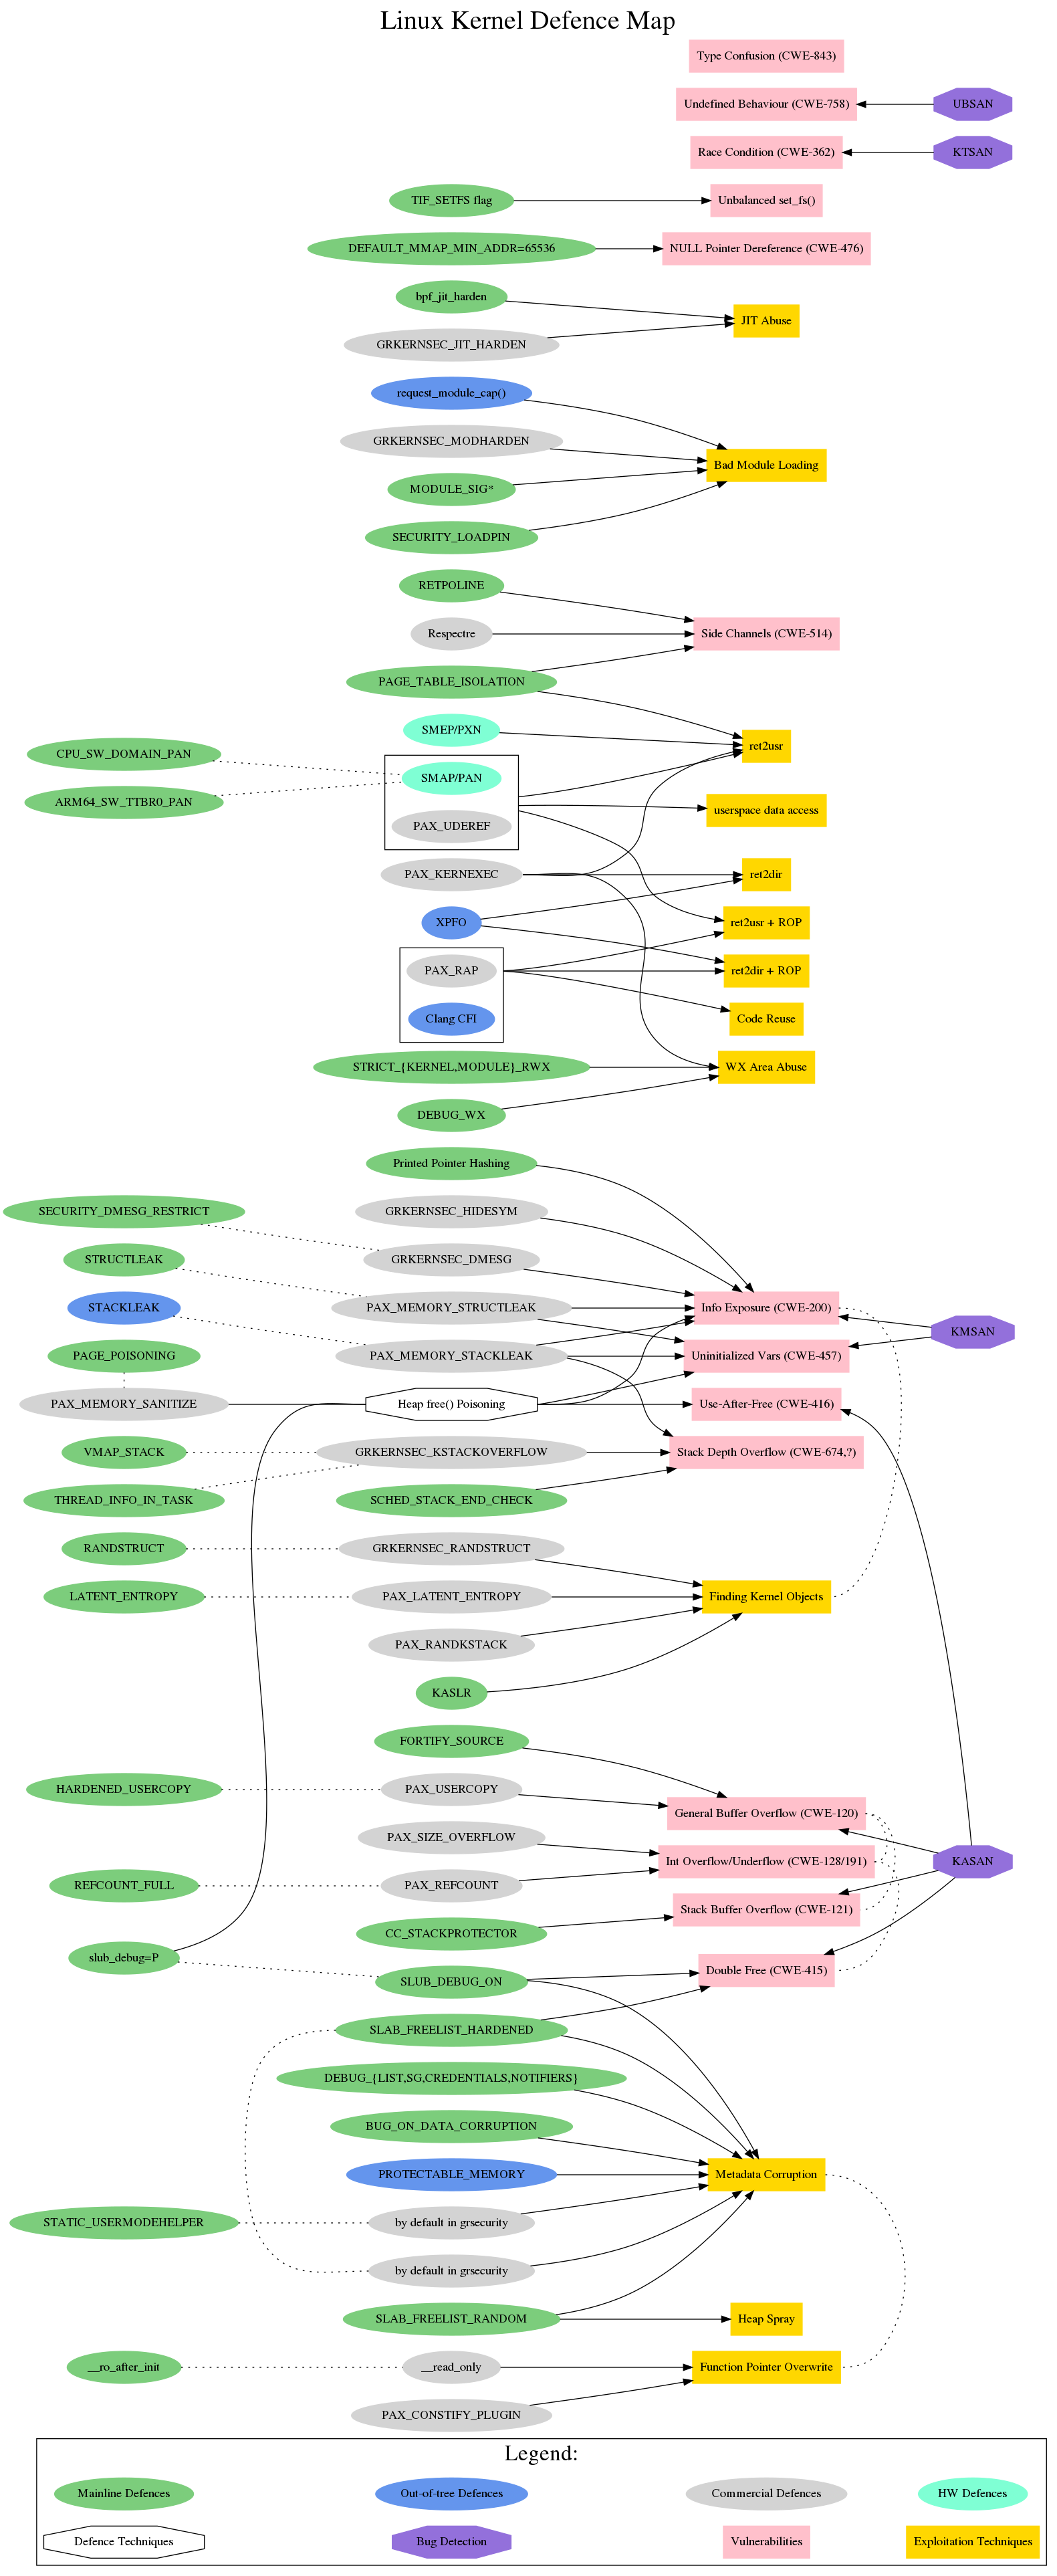 Linux Kernel Defence Map
Type Confusion (CWE-843)
Undefined Behaviour (CWE-758)
UBSAN
Race Condition (CWE-362)
KTSAN
TIF_SETFS flag
Unbalanced set_fs()
DEFAULT_MMAP_MIN_ADDR=65536
NULL Pointer Dereference (CWE-476)
bpf_jit_harden
JIT Abuse
GRKERNSEC_JIT_HARDEN
request_module_cap()
GRKERNSEC_MODHARDEN
Bad Module Loading
MODULE_SIG*
SECURITY_LOADPIN
RETPOLINE
Respectre
Side Channels (CWE-514)
PAGE_TABLE_ISOLATION
SMEP/PXN
ret2usr
CPU_SW_DOMAIN_PAN
SMAP/PAN
ARM64_SW_TTBR0_PAN
userspace data access
PAX_UDEREF
PAX_KERNEXEC
ret2dir
XPFO
ret2usr + ROP
PAX_RAP
ret2dir + ROP
Clang CFI
Code Reuse
STRICT_{KERNEL,MODULE}_RWX
WX Area Abuse
DEBUG_WX
Printed Pointer Hashing
SECURITY_DMESG_RESTRICT
GRKERNSEC_HIDESYM
STRUCTLEAK
GRKERNSEC_DMESG
STACKLEAK
PAX_MEMORY_STRUCTLEAK
Info Exposure (CWE-200)
KMSAN
PAGE_POISONING
PAX_MEMORY_STACKLEAK
Uninitialized Vars (CWE-457)
PAX_MEMORY_SANITIZE
Heap free() Poisoning
Use-After-Free (CWE-416)
VMAP_STACK
GRKERNSEC_KSTACKOVERFLOW
Stack Depth Overflow (CWE-674,?)
THREAD_INFO_IN_TASK
SCHED_STACK_END_CHECK
RANDSTRUCT
GRKERNSEC_RANDSTRUCT
LATENT_ENTROPY
PAX_LATENT_ENTROPY
Finding Kernel Objects
PAX_RANDKSTACK
KASLR
FORTIFY_SOURCE
HARDENED_USERCOPY
PAX_USERCOPY
General Buffer Overflow (CWE-120)
PAX_SIZE_OVERFLOW
Int Overflow/Underflow (CWE-128/191)
KASAN
REFCOUNT_FULL
PAX_REFCOUNT
Stack Buffer Overflow (CWE-121)
CC_STACKPROTECTOR
slub_debug=P
Double Free (CWE-415)
SLUB_DEBUG_ON
SLAB_FREELIST_HARDENED
DEBUG_{LIST,SG,CREDENTIALS,NOTIFIERS}
BUG_ON_DATA_CORRUPTION
PROTECTABLE_MEMORY
Metadata Corruption
STATIC_USERMODEHELPER
by default in grsecurity
by default in grsecurity
SLAB_FREELIST_RANDOM
Heap Spray
__ro_after_init
__read_only
Function Pointer Overwrite
PAX_CONSTIFY_PLUGIN
Legend:
Mainline Defences
Out-of-tree Defences
Commercial Defences
HW Defences
Defence Techniques
Bug Detection
Vulnerabilities
Exploitation Techniques